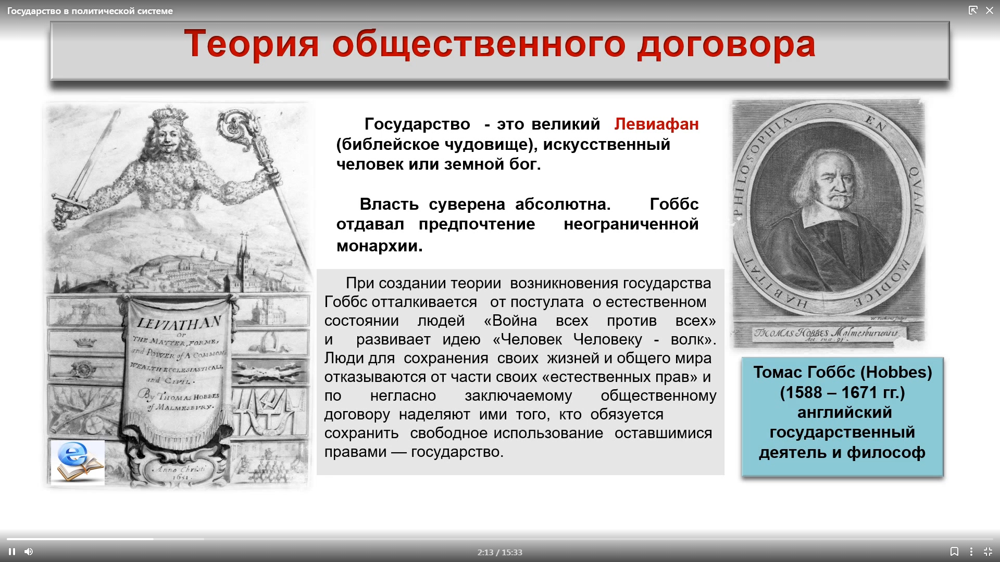 Государство в политической системе
Теория общественного договора
Государство - это великий Левиафан
(библейское чудовище), искусственный
человек или земной бог.
Власть суверена абсолютна. Гоббс
отдавал предпочтение неограниченной
монархии.
При создании теории возникновения государства
Гоббс отталкивается от постулата о естественном
состоянии людей «Война всех против всех»
и развивает идею «Человек Человеку - волк».
Люди для сохранения своих жизней и общего мира
отказываются от части своих «естественных прав» и
по негласно заключаемому общественному
договору наделяют ими того, кто обязуется
сохранить свободное использование оставшимися
правами — государство.
LEVIATHAN
or
THE MATTER, FORME,
and POWER of A COMMON-
WEALTH ECCLESIASTICALL
and CIVIL.
By THOMAS HOBBES
of MALMESBURY.
Anno Christi
1651.
EN QVAM MODICE HABITAT PHILOSOPHIA.
THOMAS HOBBES Malmesburiensis
Томас Гоббс (Hobbes)
(1588 – 1671 гг.)
английский
государственный
деятель и философ
2:13 / 15:33